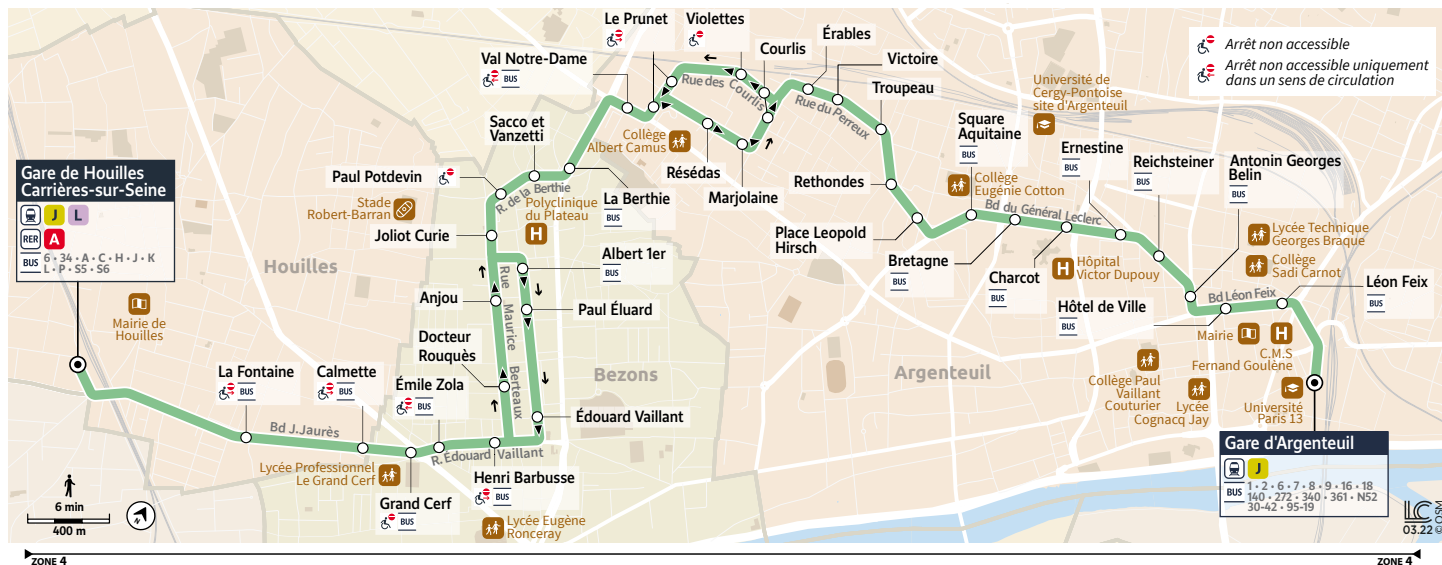 Le Prunet
Violettes
Courlis
Érables
Victoire
Troupeau
Val Notre-Dame
BUS
Rue des Courlis
Rue du Perreux
Arrêt non accessible
Arrêt non accessible uniquement
dans un sens de circulation
Université de
Cergy-Pontoise
site d'Argenteuil
Sacco et
Vanzetti
Collège
Albert Camus
Résédas
Marjolaine
Square
Aquitaine
BUS
Ernestine
BUS
Reichsteiner
BUS
Antonin Georges
Belin
BUS
Gare de Houilles
Carrières-sur-Seine
J
L
RER
A
BUS
6 • 34 • A • C • H • J • K
L • P • S5 • S6
Paul Potdevin
R. de la Berthie
Stade
Robert-Barran
Polyclinique
du Plateau
H
La Berthie
BUS
Rethondes
Collège
Eugénie Cotton
Bd du Général Leclerc
Joliot Curie
Place Leopold
Hirsch
Lycée Technique
Georges Braque
Collège
Sadi Carnot
Houilles
Albert 1er
BUS
Bretagne
BUS
Charcot
BUS
H
Hôpital
Victor Dupouy
Léon Feix
BUS
Anjou
Rue Maurice Berteaux
Paul Éluard
Hôtel de Ville
BUS
Bd Léon Feix
Mairie de
Houilles
Docteur
Rouquès
Mairie
H
C.M.S
Fernand Goulène
La Fontaine
BUS
Calmette
BUS
Émile Zola
BUS
Bezons
Argenteuil
Collège Paul
Vaillant
Couturier
Lycée
Cognacq Jay
Université
Paris 13
Édouard Vaillant
Bd J.Jaurès
R. Édouard Vaillant
Lycée Professionnel
Le Grand Cerf
Grand Cerf
BUS
Henri Barbusse
BUS
Lycée Eugène
Ronceray
Gare d'Argenteuil
J
BUS
1 • 2 • 6 • 7 • 8 • 9 • 16 • 18
140 • 272 • 340 • 361 • N52
30-42 • 95-19
6 min
400 m
N
LC
03.22 © OSM
ZONE 4
ZONE 4